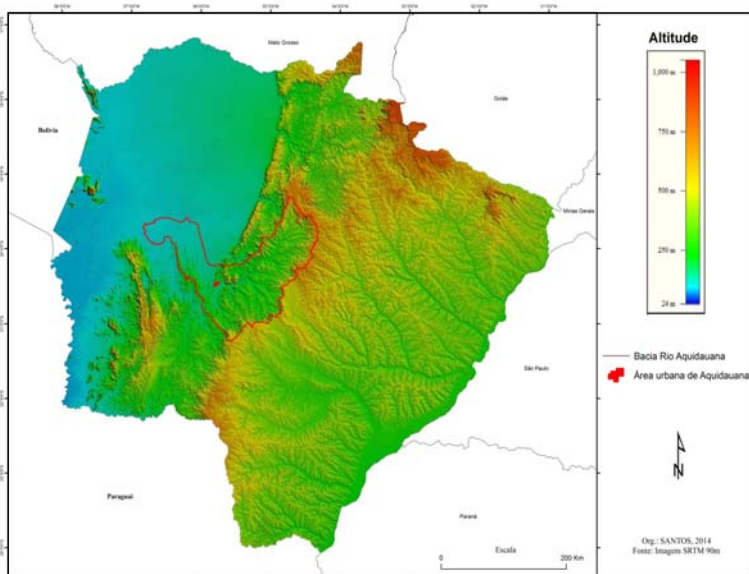 Mato Grosso
Goiás
Bolívia
Minas Gerais
São Paulo
Paraguai
Paraná
Escala
0 200 Km
Altitude
1,000 m
750 m
500 m
250 m
24 m
Bacia Rio Aquidauana
Área urbana de Aquidauana
N
Org.: SANTOS, 2014
Fonte: Imagem SRTM 90m